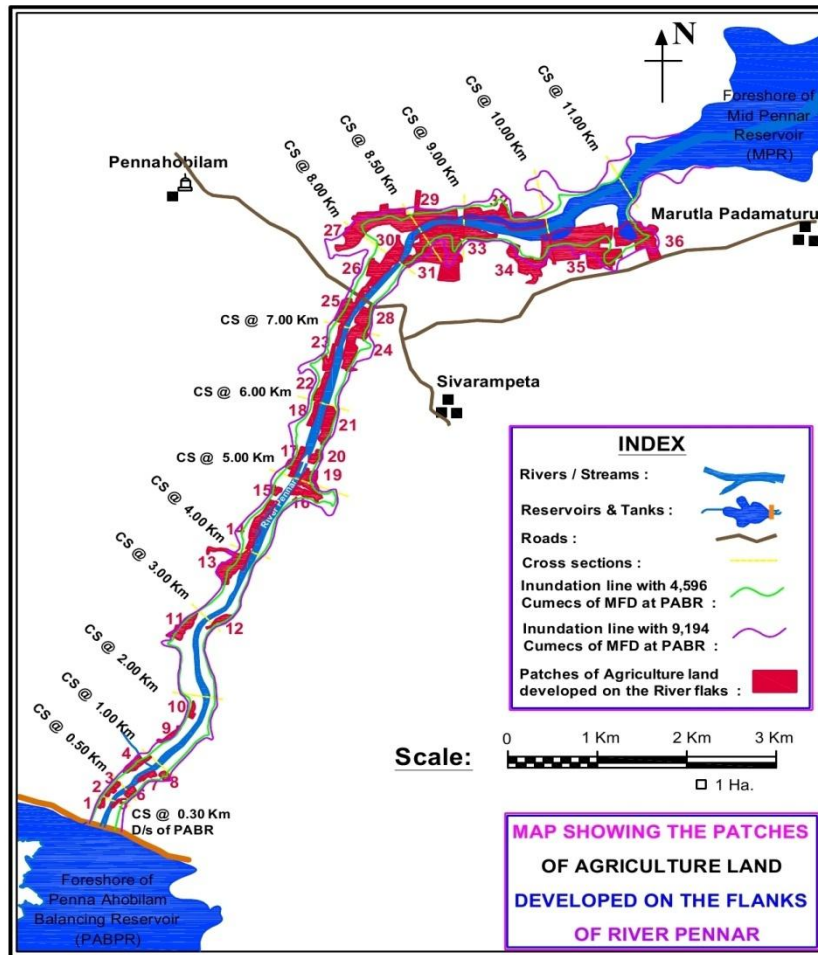 N
Foreshore of
Mid Pennar
Reservoir
(MPR)
CS @ 11.00 Km
CS @ 10.00 Km
CS @ 9.00 Km
CS @ 8.50 Km
CS @ 8.00 Km
Pennahobilam
Marutla Padamaturu
29
27
30
33
36
26
31
34
35
25
28
CS @ 7.00 Km
23
24
Sivarampeta
22
CS @ 6.00 Km
18
21
17
20
CS @ 5.00 Km
19
15
16
River Pennar
CS @ 4.00 Km
14
13
CS @ 3.00 Km
11
12
CS @ 2.00 Km
10
CS @ 1.00 Km
9
CS @ 0.50 Km
4
3
8
2
7
1
6
5
CS @ 0.30 Km
D/s of PABR
Foreshore of
Penna Ahobilam
Balancing Reservoir
(PABPR)
INDEX
Rivers / Streams :
Reservoirs & Tanks :
Roads :
Cross sections :
Inundation line with 4,596
Cumecs of MFD at PABR :
Inundation line with 9,194
Cumecs of MFD at PABR :
Patches of Agriculture land
developed on the River flaks :
Scale:
0 1 Km 2 Km 3 Km
1 Ha.
MAP SHOWING THE PATCHES
OF AGRICULTURE LAND
DEVELOPED ON THE FLANKS
OF RIVER PENNAR